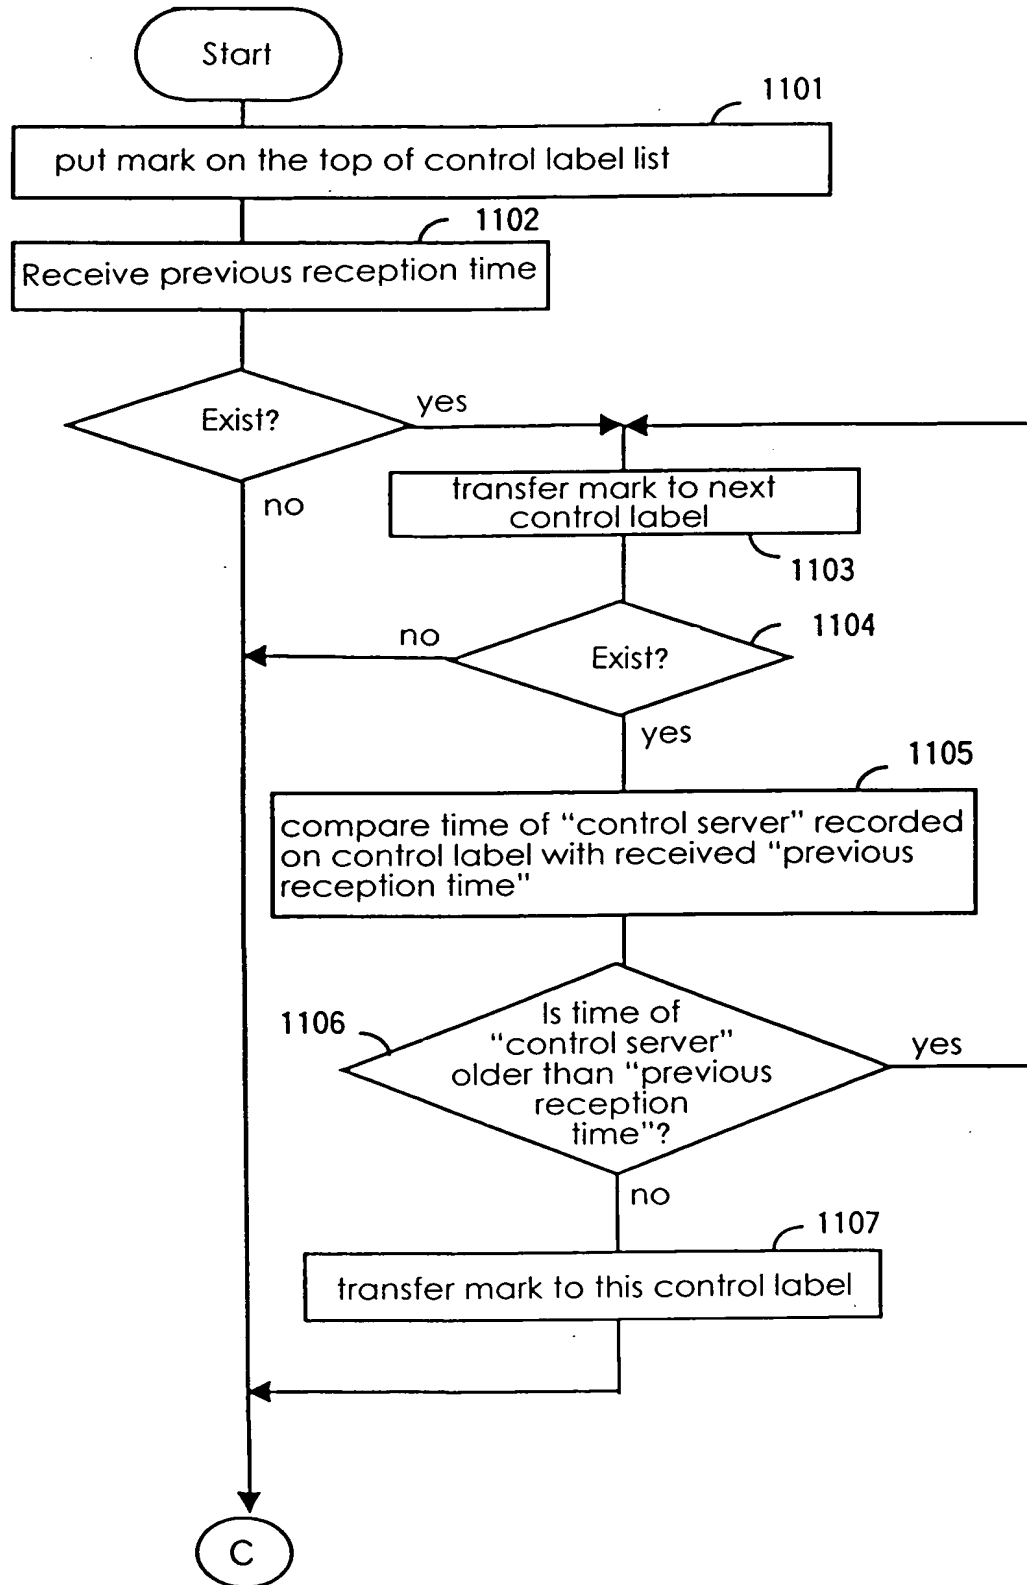 Start
1101
put mark on the top of control label list
1102
Receive previous reception time
Exist?
yes
no
transfer mark to next
control label
1103
no
Exist?
1104
yes
1105
compare time of “control server” recorded
on control label with received “previous
reception time”
1106
Is time of
“control server”
older than “previous
reception
time”?
yes
no
1107
transfer mark to this control label
C